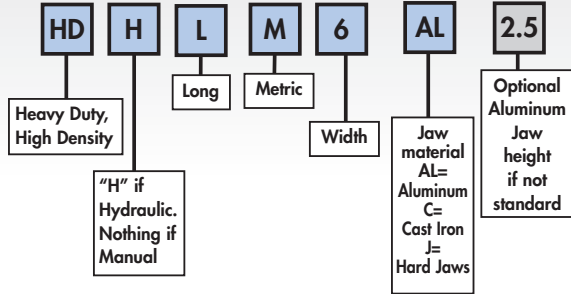 HD H L M 6 AL 2.5
Heavy Duty,
High Density
"H" if
Hydraulic.
Nothing if
Manual
Long
Metric
Width
Jaw
material
AL=
Aluminum
C=
Cast Iron
J=
Hard Jaws
Optional
Aluminum
Jaw
height
if not
standard